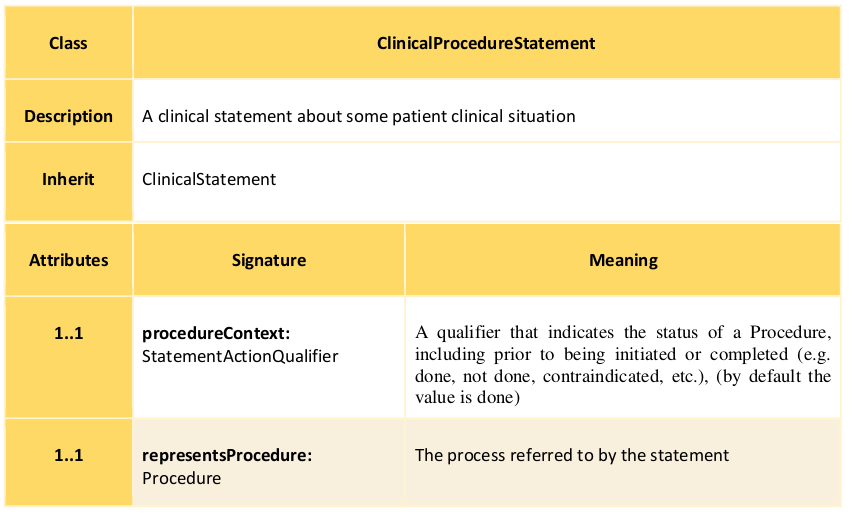 Class ClinicalProcedureStatement
Description A clinical statement about some patient clinical situation
Inherit ClinicalStatement
Attributes Signature Meaning
1..1 procedureContext: A qualifier that indicates the status of a Procedure,
StatementActionQualifier including prior to being initiated or completed (e.g.
done, not done, contraindicated, etc.), (by default the
value is done)
1..1 representsProcedure: The process referred to by the statement
Procedure